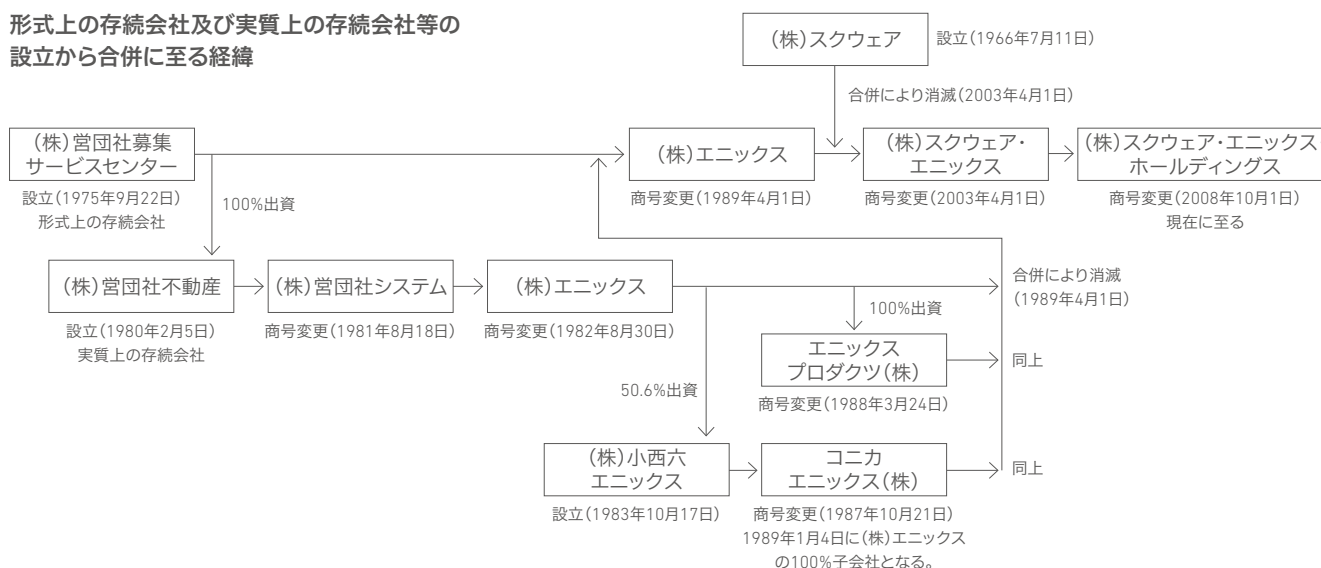 形式上の存続会社及び実質上の存続会社等の
設立から合併に至る経緯
(株)スクウェア
設立(1966年7月11日)
合併により消滅(2003年4月1日)
(株)営団社募集
サービスセンター
設立(1975年9月22日)
形式上の存続会社
(株)エニックス
商号変更(1989年4月1日)
(株)スクウェア・
エニックス
商号変更(2003年4月1日)
(株)スクウェア・エニックス・
ホールディングス
商号変更(2008年10月1日)
現在に至る
100%出資
(株)営団社不動産
設立(1980年2月5日)
実質上の存続会社
(株)営団社システム
商号変更(1981年8月18日)
(株)エニックス
商号変更(1982年8月30日)
合併により消滅
(1989年4月1日)
100%出資
エニックス
プロダクツ(株)
商号変更(1988年3月24日)
同上
50.6%出資
(株)小西六
エニックス
設立(1983年10月17日)
コニカ
エニックス(株)
商号変更(1987年10月21日)
1989年1月4日に(株)エニックス
の100%子会社となる。
同上